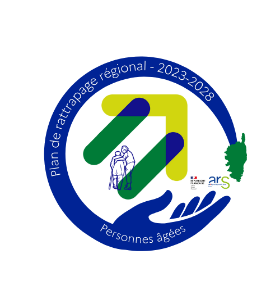 Plan de rattrapage régional - 2023-2028
ars
Personnes âgées